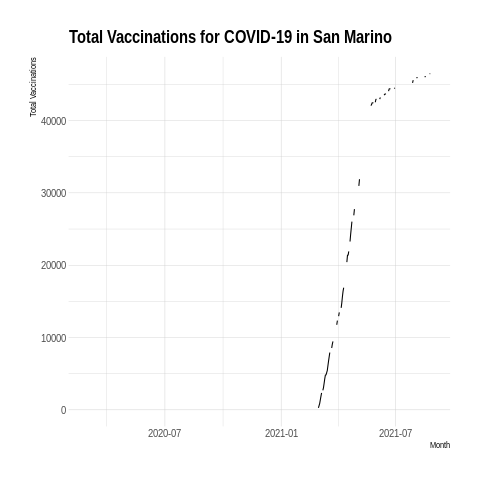 Total Vaccinations for COVID-19 in San Marino
Total Vaccinations
40000
30000
20000
10000
0
2020-07 2021-01 2021-07
Month